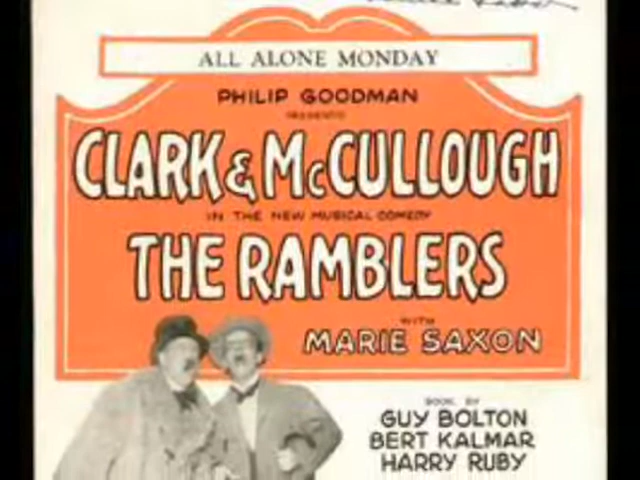 ALL ALONE MONDAY
PHILIP GOODMAN
PRESENTS
CLARK & McCULLOUGH
IN THE NEW MUSICAL COMEDY
THE RAMBLERS
WITH
MARIE SAXON
BOOK BY
GUY BOLTON
BERT KALMAR
HARRY RUBY